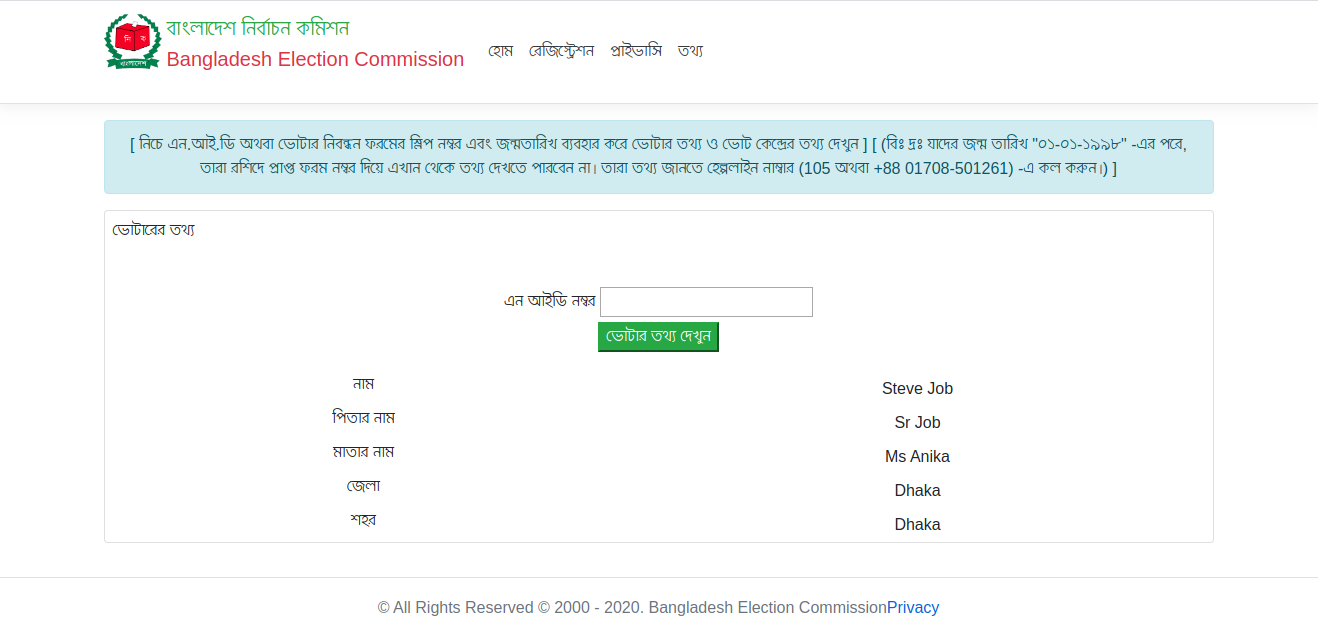 বাংলাদেশ নির্বাচন কমিশন
Bangladesh Election Commission
হোম রেজিস্ট্রেশন প্রাইভাসি তথ্য
নি ক
বাংলাদেশ
[ নিচে এন.আই.ডি অথবা ভোটার নিবন্ধন ফরমের স্লিপ নম্বর এবং জন্মতারিখ ব্যবহার করে ভোটার তথ্য ও ভোট কেন্দ্রের তথ্য দেখুন ] [ (বিঃ দ্রঃ যাদের জন্ম তারিখ "০১-০১-১৯৯৮" -এর পরে,
তারা রশিদে প্রাপ্ত ফরম নম্বর দিয়ে এখান থেকে তথ্য দেখতে পারবেন না। তারা তথ্য জানতে হেল্পলাইন নাম্বার (105 অথবা +88 01708-501261) -এ কল করুন।) ]
ভোটারের তথ্য
এন আইডি নম্বর
ভোটার তথ্য দেখুন
নাম Steve Job
পিতার নাম Sr Job
মাতার নাম Ms Anika
জেলা Dhaka
শহর Dhaka
© All Rights Reserved © 2000 - 2020. Bangladesh Election CommissionPrivacy